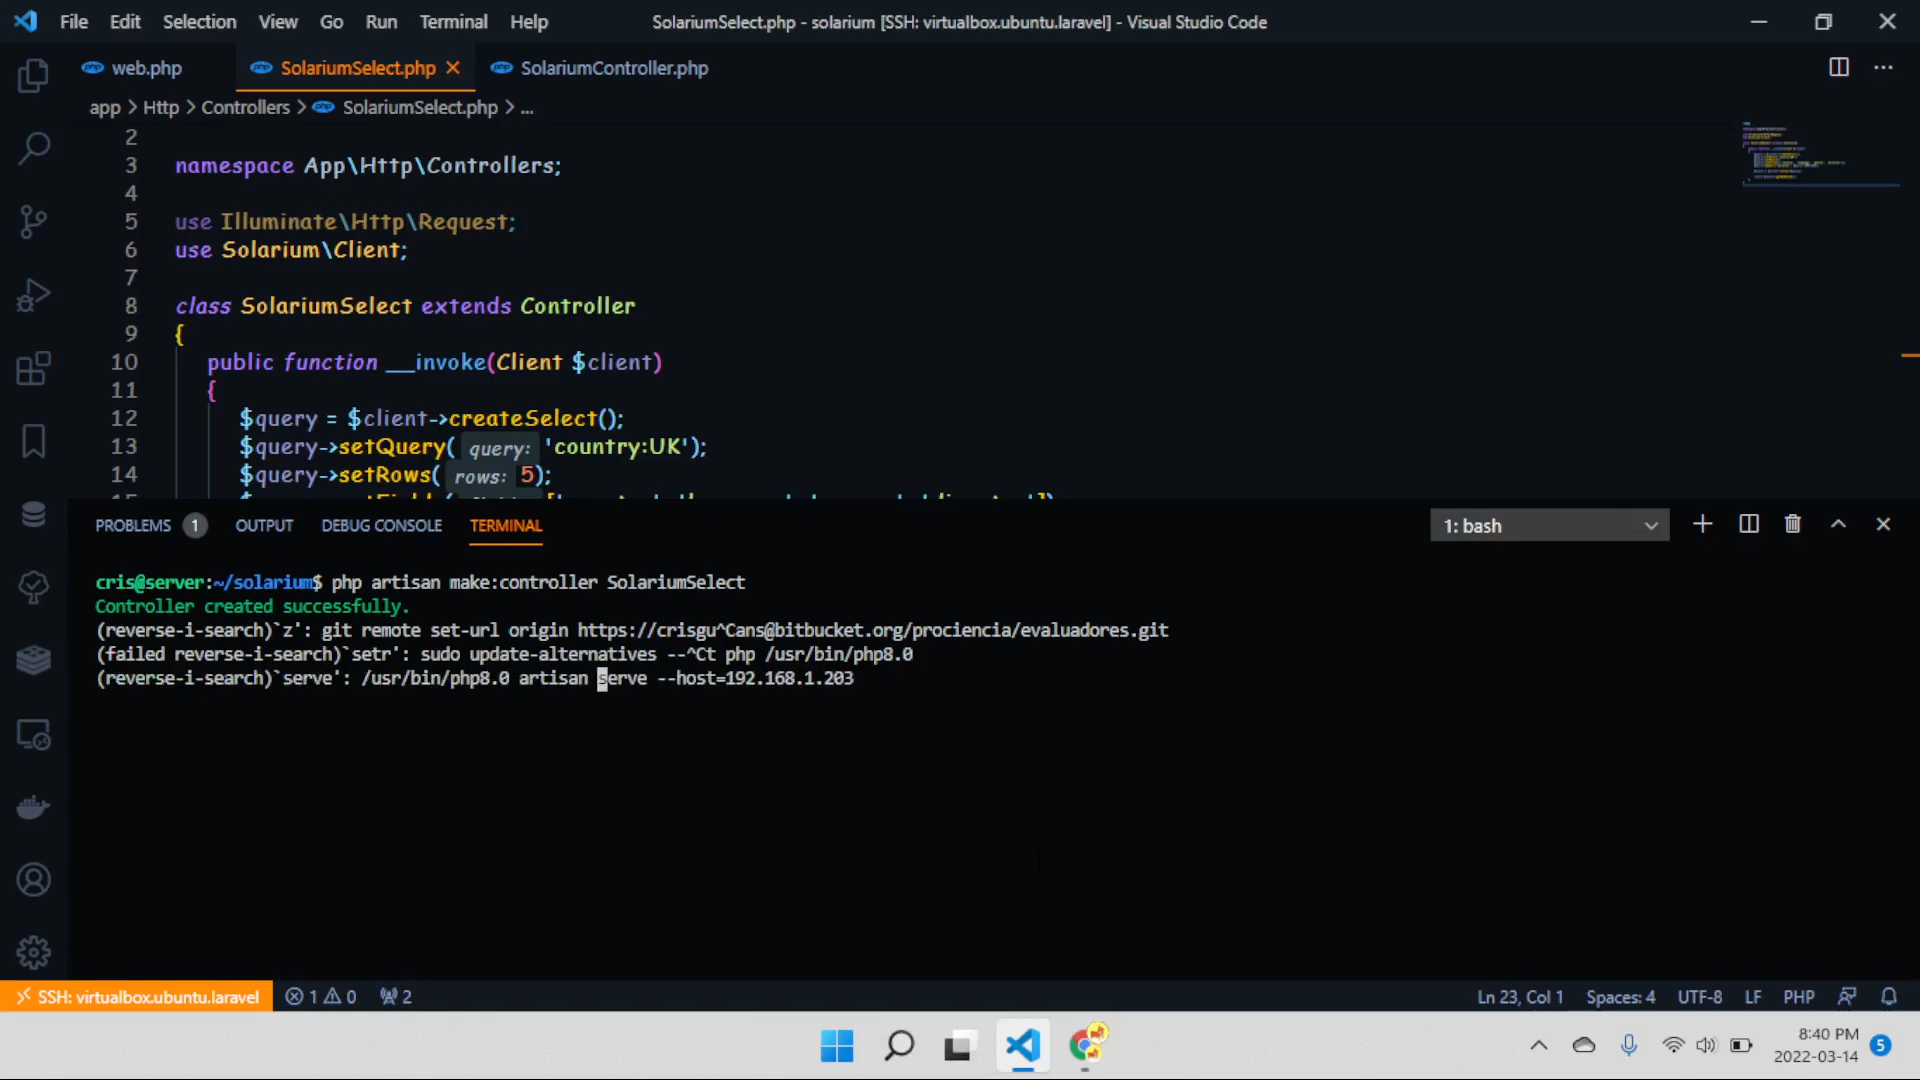 File Edit Selection View Go Run Terminal Help
SolariumSelect.php - solarium [SSH: virtualbox.ubuntu.laravel] - Visual Studio Code
web.php
SolariumSelect.php
SolariumController.php
app > Http > Controllers > SolariumSelect.php > ...
2
3 namespace App\Http\Controllers;
4
5 use Illuminate\Http\Request;
6 use Solarium\Client;
7
8 class SolariumSelect extends Controller
9 {
10 public function __invoke(Client $client)
11 {
12 $query = $client->createSelect();
13 $query->setQuery( query: 'country:UK');
14 $query->setRows( rows: 5);
PROBLEMS 1 OUTPUT DEBUG CONSOLE TERMINAL
1: bash
cris@server:~/solarium$ php artisan make:controller SolariumSelect
Controller created successfully.
(reverse-i-search)`z': git remote set-url origin https://crisgu^Cans@bitbucket.org/prociencia/evaluadores.git
(failed reverse-i-search)`setr': sudo update-alternatives --^Ct php /usr/bin/php8.0
(reverse-i-search)`serve': /usr/bin/php8.0 artisan serve --host=192.168.1.203
SSH: virtualbox.ubuntu.laravel 1 0 2
Ln 23, Col 1 Spaces: 4 UTF-8 LF PHP
8:40 PM
2022-03-14
5